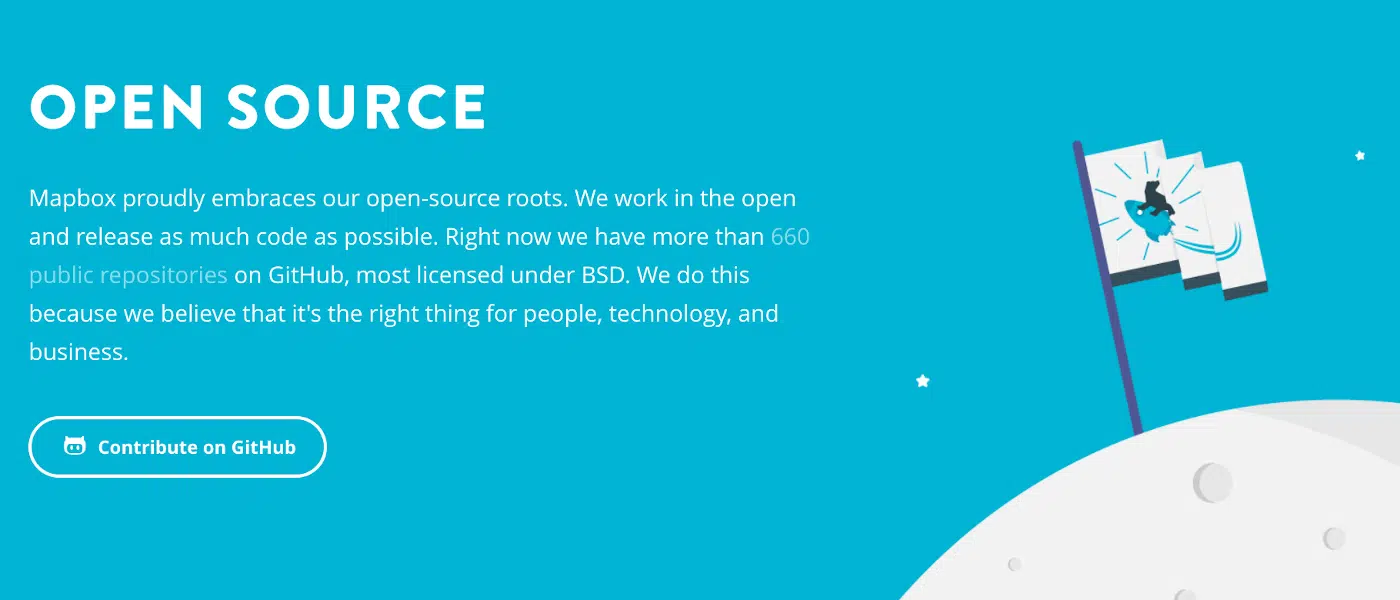 OPEN SOURCE
Mapbox proudly embraces our open-source roots. We work in the open
and release as much code as possible. Right now we have more than 660
public repositories on GitHub, most licensed under BSD. We do this
because we believe that it's the right thing for people, technology, and
business.
Contribute on GitHub